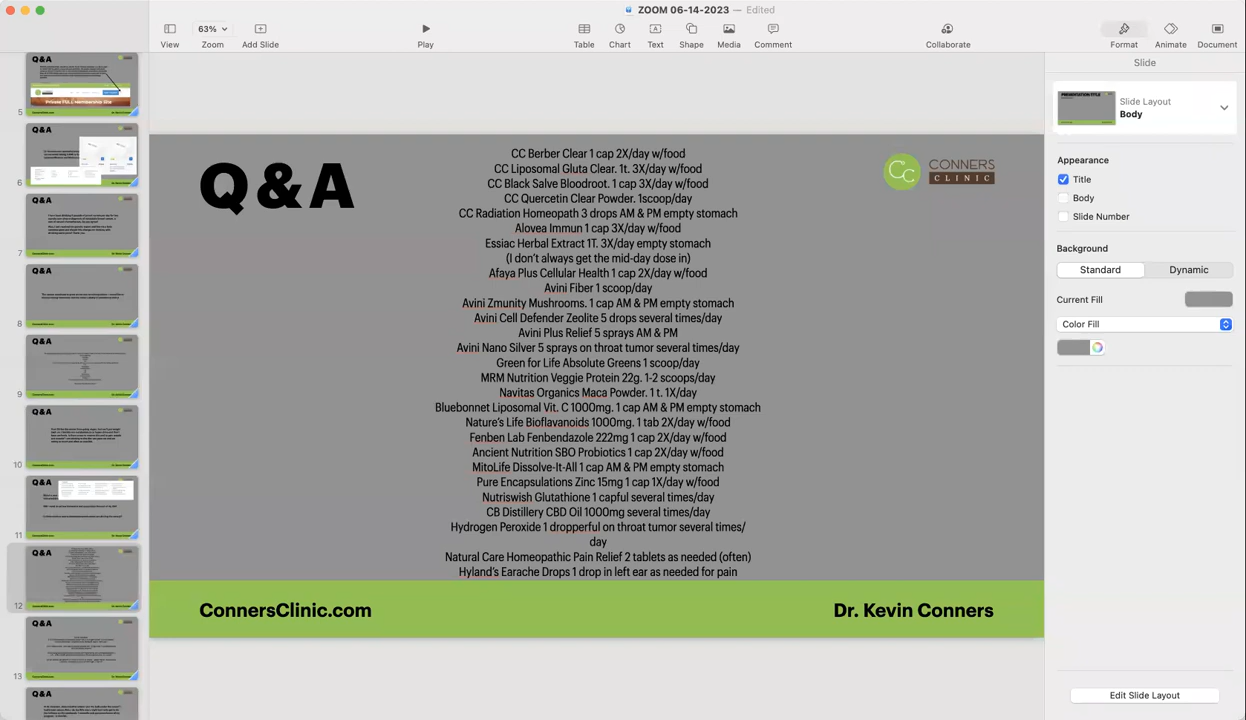 ZOOM 06-14-2023 — Edited
63%
View
Zoom
Add Slide
Play
Table
Chart
Text
Shape
Media
Comment
Collaborate
Format
Animate
Document
Q & A
5
Q & A
6
Q & A
7
Q & A
8
Q & A
9
Q & A
10
Q & A
11
Q & A
12
Q & A
13
Q & A
Q & A
CC Berber Clear 1 cap 2X/day w/food
CC Liposomal Gluta Clear. 1t. 3X/day w/food
CC Black Salve Bloodroot. 1 cap 3X/day w/food
CC Quercetin Clear Powder. 1scoop/day
CC Radiation Homeopath 3 drops AM & PM empty stomach
Alovea Immun 1 cap 3X/day w/food
Essiac Herbal Extract 1T. 3X/day empty stomach
(I don't always get the mid-day dose in)
Afaya Plus Cellular Health 1 cap 2X/day w/food
Avini Fiber 1 scoop/day
Avini Zmunity Mushrooms. 1 cap AM & PM empty stomach
Avini Cell Defender Zeolite 5 drops several times/day
Avini Plus Relief 5 sprays AM & PM
Avini Nano Silver 5 sprays on throat tumor several times/day
Green for Life Absolute Greens 1 scoop/day
MRM Nutrition Veggie Protein 22g. 1-2 scoops/day
Navitas Organics Maca Powder. 1 t. 1X/day
Bluebonnet Liposomal Vit. C 1000mg. 1 cap AM & PM empty stomach
Nature's Life Bioflavanoids 1000mg. 1 tab 2X/day w/food
Fenben Lab Fenbendazole 222mg 1 cap 2X/day w/food
Ancient Nutrition SBO Probiotics 1 cap 2X/day w/food
MitoLife Dissolve-It-All 1 cap AM & PM empty stomach
Pure Encapsulations Zinc 15mg 1 cap 1X/day w/food
Nutriswish Glutathione 1 capful several times/day
CB Distillery CBD Oil 1000mg several times/day
Hydrogen Peroxide 1 dropperful on throat tumor several times/
day
Natural Care Homeopathic Pain Relief 2 tablets as needed (often)
Hyland's Earache Drops 1 drop in left ear as needed for pain
CC
CONNERS
CLINIC
ConnersClinic.com
Dr. Kevin Conners
Slide
Slide Layout
Body
Appearance
Title
Body
Slide Number
Background
Standard
Dynamic
Current Fill
Color Fill
Edit Slide Layout